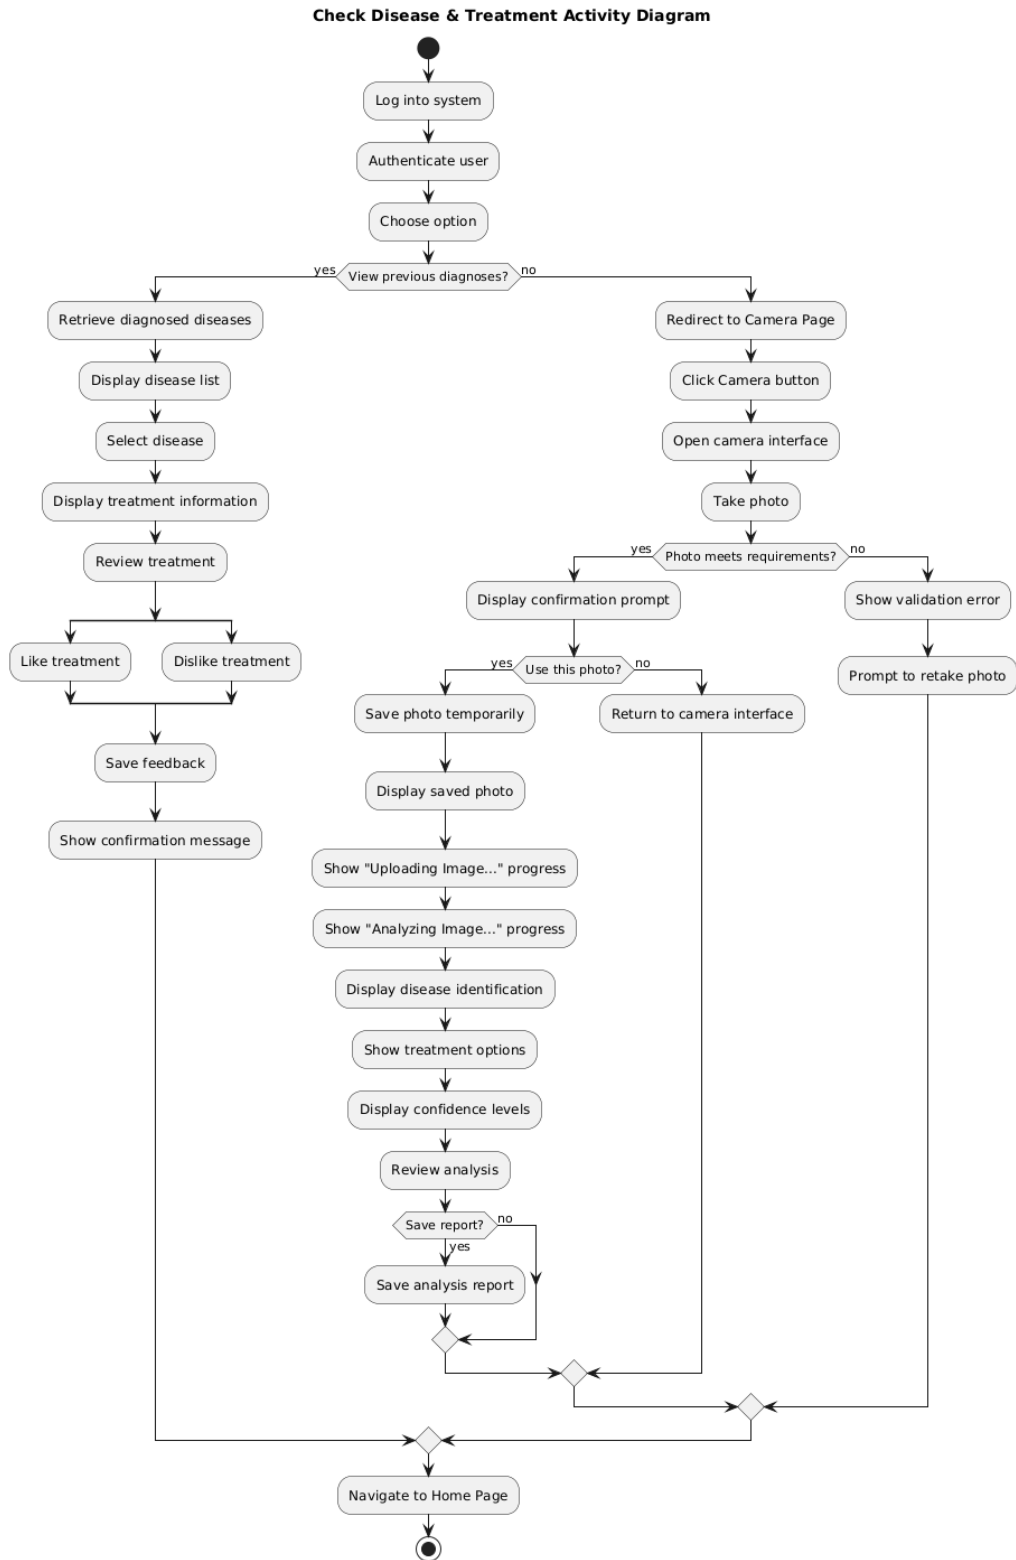 Check Disease & Treatment Activity Diagram
Log into system
Authenticate user
Choose option
yes
View previous diagnoses?
no
Retrieve diagnosed diseases
Display disease list
Select disease
Display treatment information
Review treatment
Like treatment
Dislike treatment
Save feedback
Show confirmation message
Redirect to Camera Page
Click Camera button
Open camera interface
Take photo
yes
Photo meets requirements?
no
Display confirmation prompt
yes
Use this photo?
no
Save photo temporarily
Display saved photo
Show "Uploading Image..." progress
Show "Analyzing Image..." progress
Display disease identification
Show treatment options
Display confidence levels
Review analysis
Save report?
no
yes
Save analysis report
Return to camera interface
Show validation error
Prompt to retake photo
Navigate to Home Page